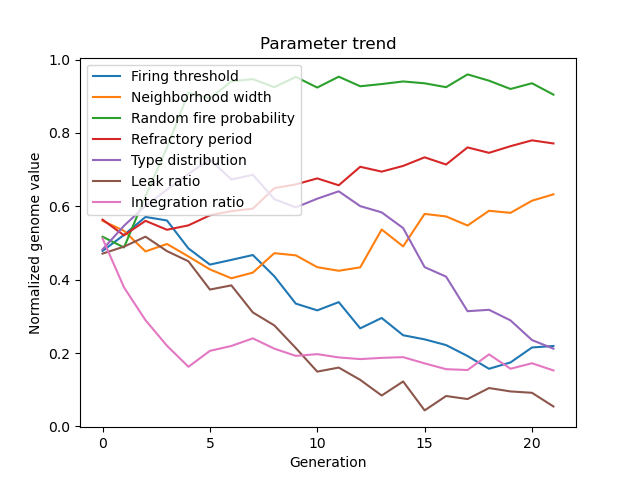 Parameter trend
Firing threshold
Neighborhood width
Random fire probability
Refractory period
Type distribution
Leak ratio
Integration ratio
Normalized genome value
1.0
0.8
0.6
0.4
0.2
0.0
0 5 10 15 20
Generation